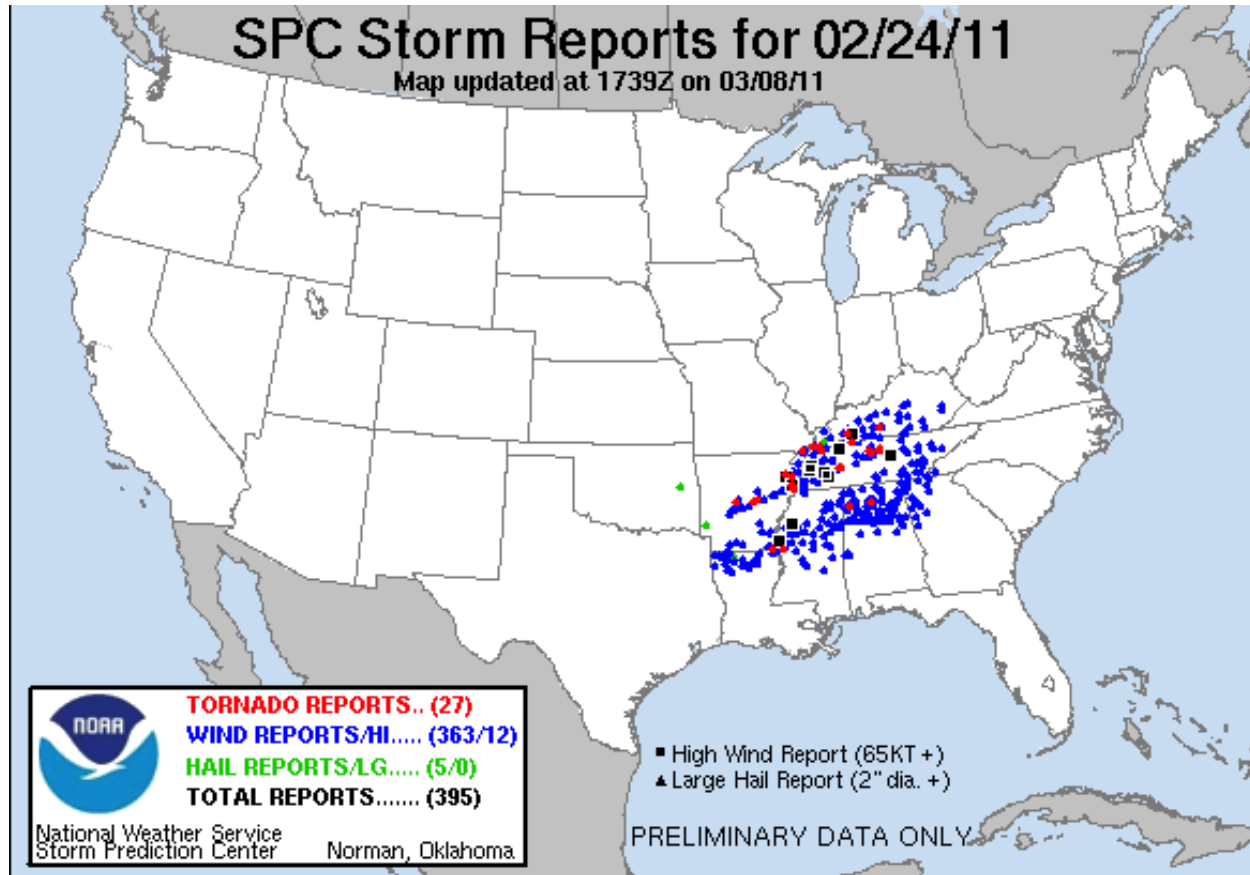 SPC Storm Reports for 02/24/11
Map updated at 1739Z on 03/08/11
NOAA
TORNADO REPORTS.. (27)
WIND REPORTS/HI..... (363/12)
HAIL REPORTS/LG..... (5/0)
TOTAL REPORTS....... (395)
National Weather Service
Storm Prediction Center Norman, Oklahoma
High Wind Report (65KT +)
Large Hail Report (2" dia. +)
PRELIMINARY DATA ONLY